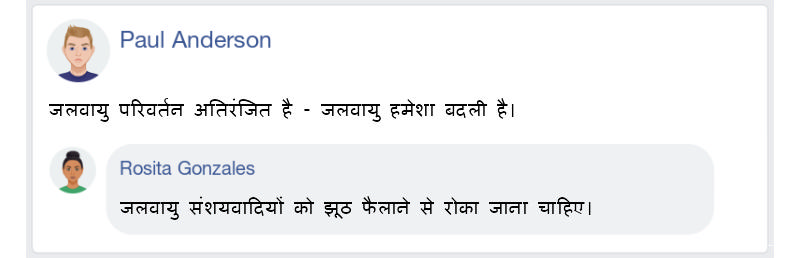 Paul Anderson
जलवायु परिवर्तन अतिरंजित है - जलवायु हमेशा बदली है।
Rosita Gonzales
जलवायु संशयवादियों को झूठ फैलाने से रोका जाना चाहिए।